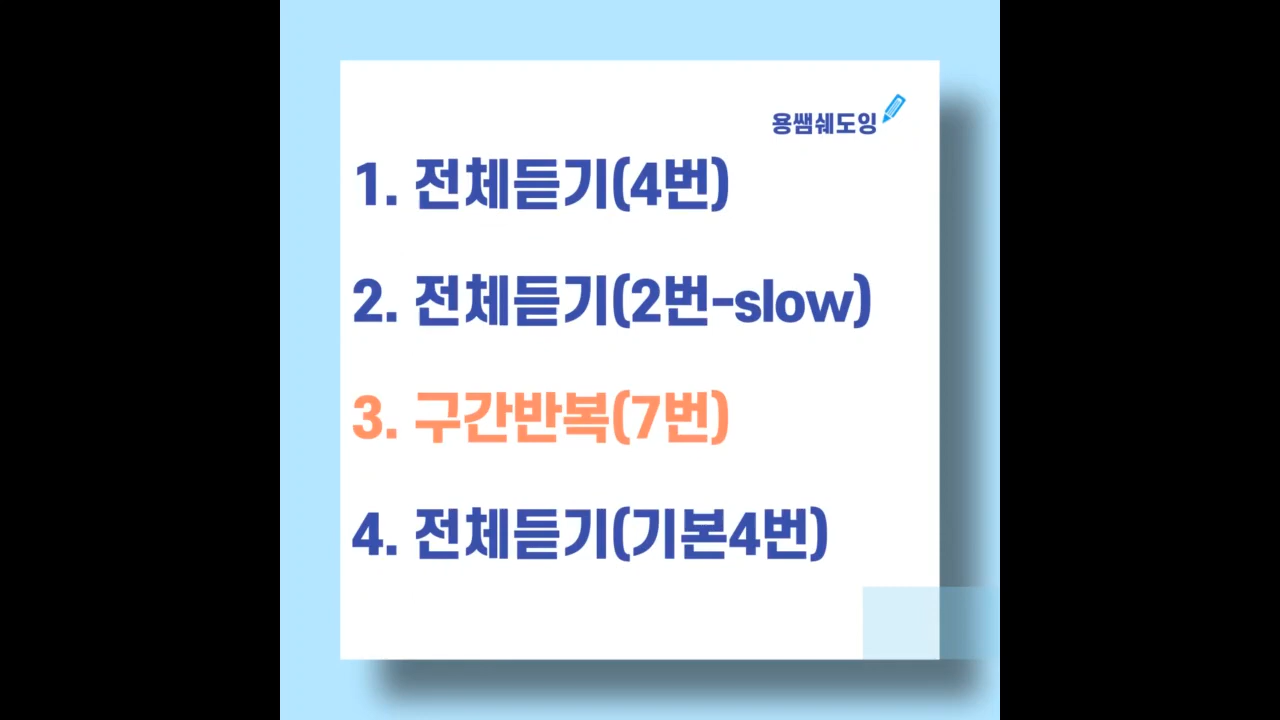 용쌤쉐도잉
1. 전체듣기(4번)
2. 전체듣기(2번-slow)
3. 구간반복(7번)
4. 전체듣기(기본4번)